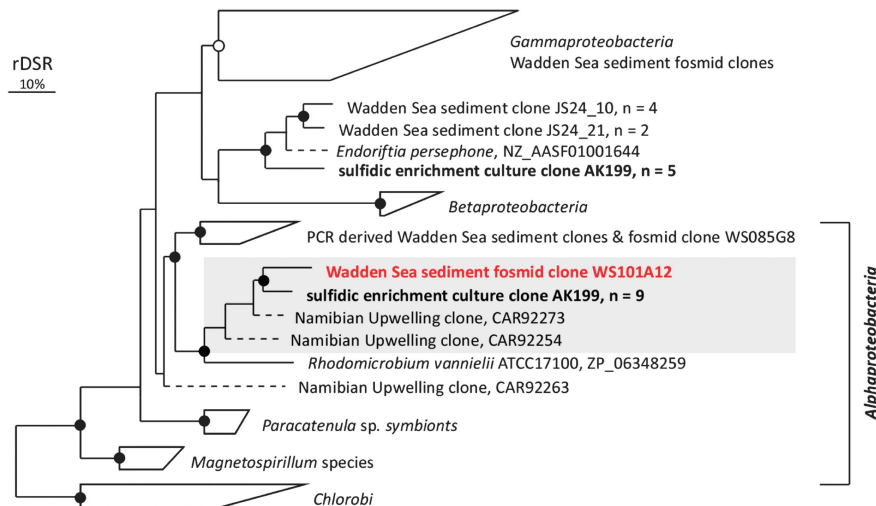 Gammaproteobacteria
Wadden Sea sediment fosmid clones
rDSR
10%
Wadden Sea sediment clone JS24_10, n = 4
Wadden Sea sediment clone JS24_21, n = 2
Endoriftia persephone, NZ_AASF01001644
sulfidic enrichment culture clone AK199, n = 5
Betaproteobacteria
PCR derived Wadden Sea sediment clones & fosmid clone WS085G8
Wadden Sea sediment fosmid clone WS101A12
sulfidic enrichment culture clone AK199, n = 9
Namibian Upwelling clone, CAR92273
Namibian Upwelling clone, CAR92254
Rhodomicrobium vannielii ATCC17100, ZP_06348259
Namibian Upwelling clone, CAR92263
Paracatenula sp. symbionts
Magnetospirillum species
Chlorobi
Alphaproteobacteria